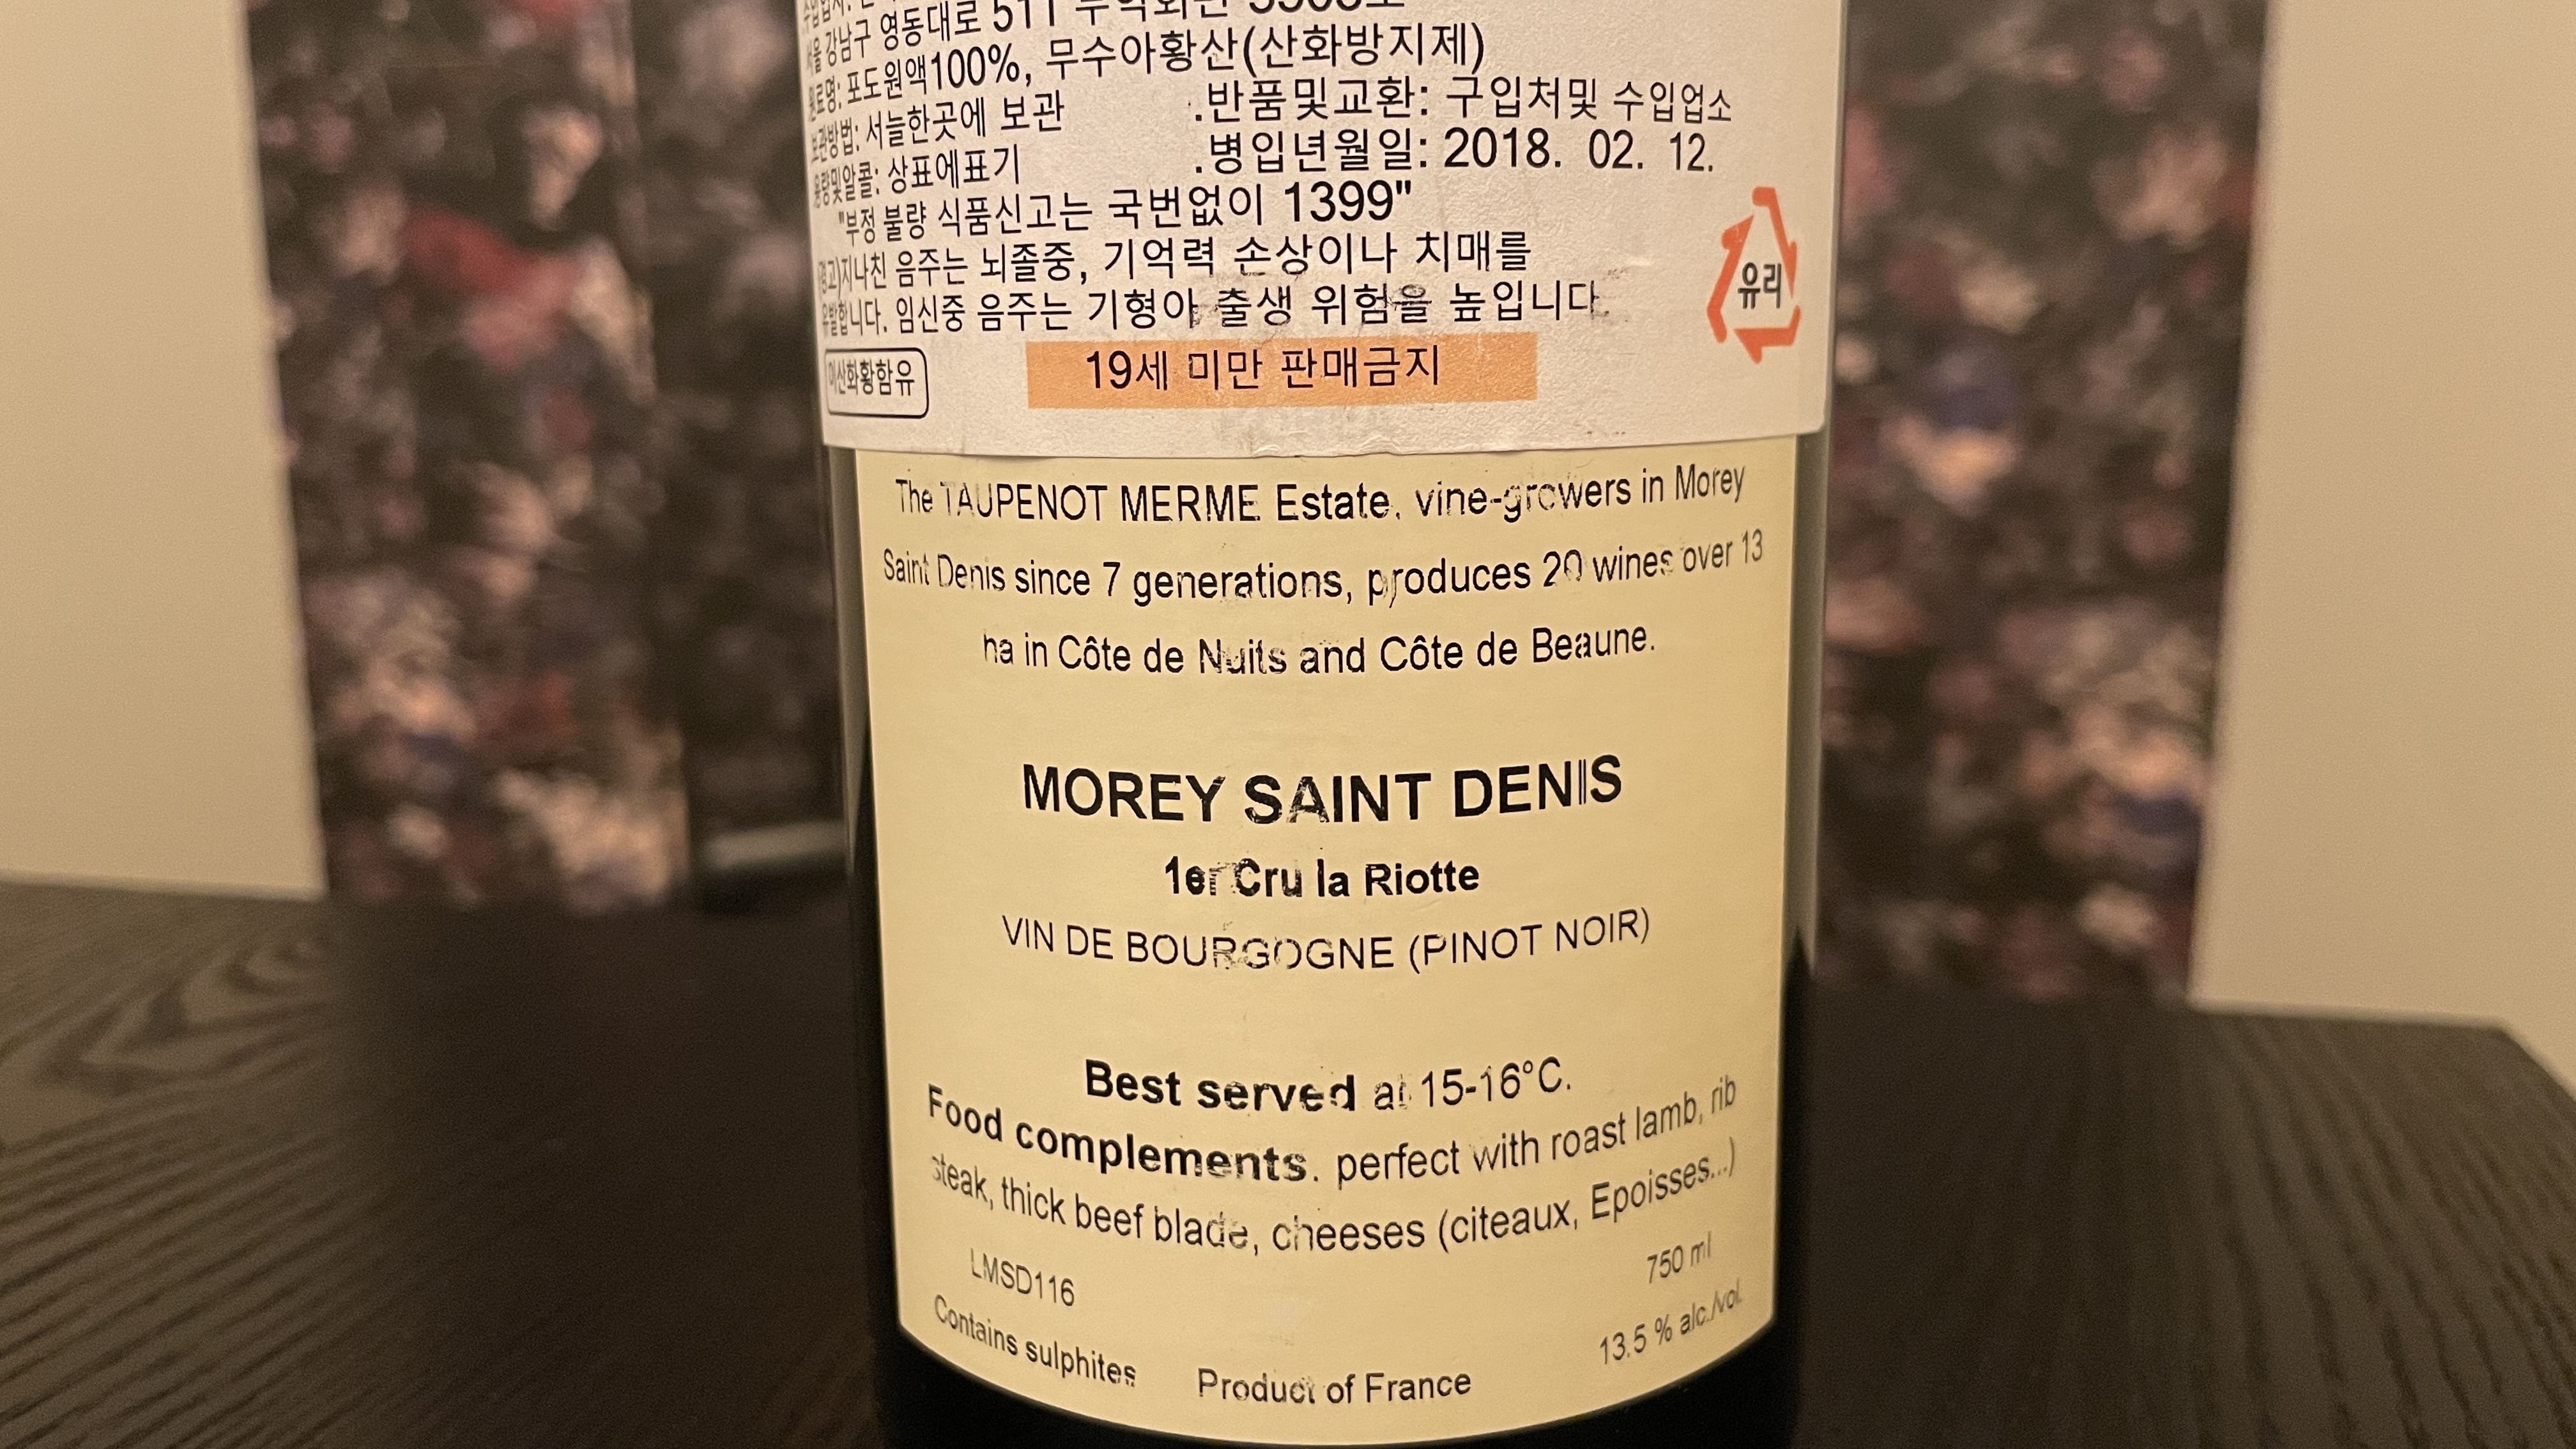 영동대로 511
원료명: 포도원액100%, 무수아황산(산화방지제)
보관방법: 서늘한곳에 보관
.반품및교환: 구입처및 수입업소
용량및알콜: 상표에표기
.병입년월일: 2018. 02. 12.
"부정 불량 식품신고는 국번없이 1399"
(경고)지나친 음주는 뇌졸중, 기억력 손상이나 치매를
유발합니다. 임신중 음주는 기형아 출생 위험을 높입니다.
유리
이산화황함유
19세 미만 판매금지
The TAUPENOT MERME Estate, vine-growers in Morey
Saint Denis since 7 generations, produces 20 wines over 13
ha in Côte de Nuits and Côte de Beaune.
MOREY SAINT DENIS
1er Cru la Riotte
VIN DE BOURGOGNE (PINOT NOIR)
Best served at 15-16°C.
Food complements. perfect with roast lamb, rib
steak, thick beef blade, cheeses (citeaux, Epoisses...)
LMSD116
750 ml
Contains sulphites
Product of France
13.5 % alc./vol.